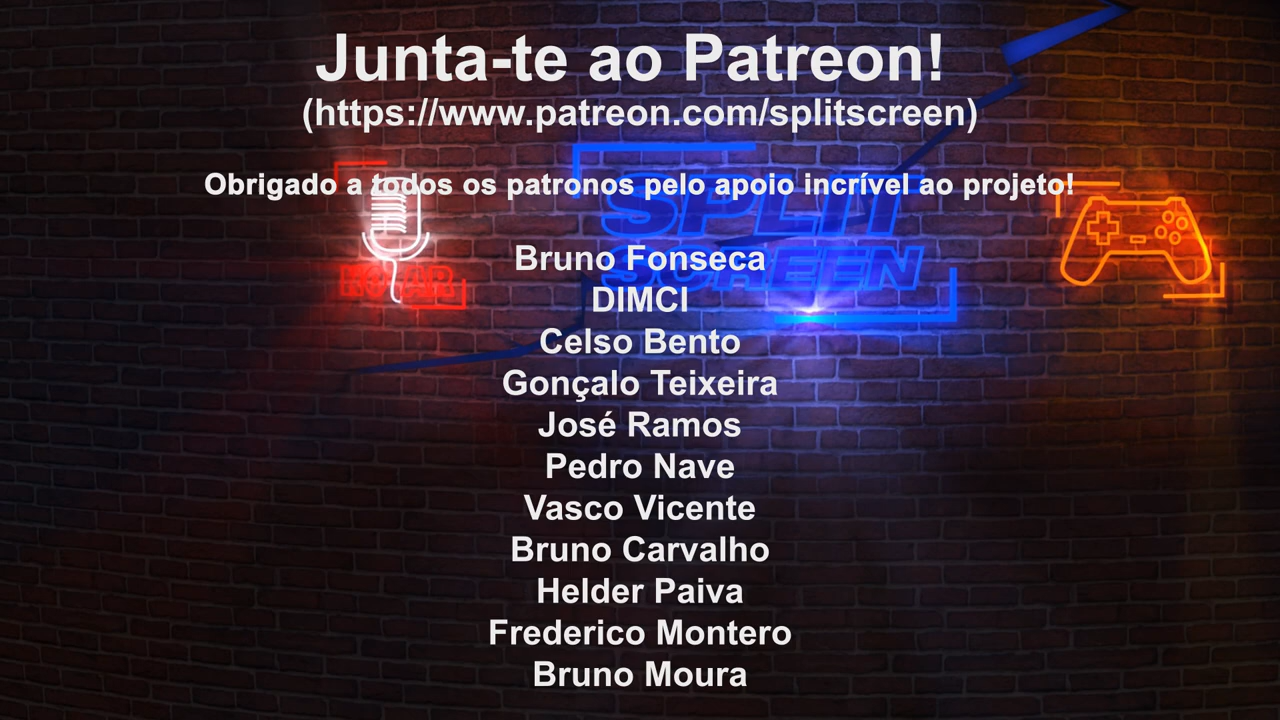 Junta-te ao Patreon!
(https://www.patreon.com/splitscreen)
Obrigado a todos os patronos pelo apoio incrível ao projeto!
SPLIT
SCREEN
Bruno Fonseca
DIMCI
Celso Bento
Gonçalo Teixeira
José Ramos
Pedro Nave
Vasco Vicente
Bruno Carvalho
Helder Paiva
Frederico Montero
Bruno Moura